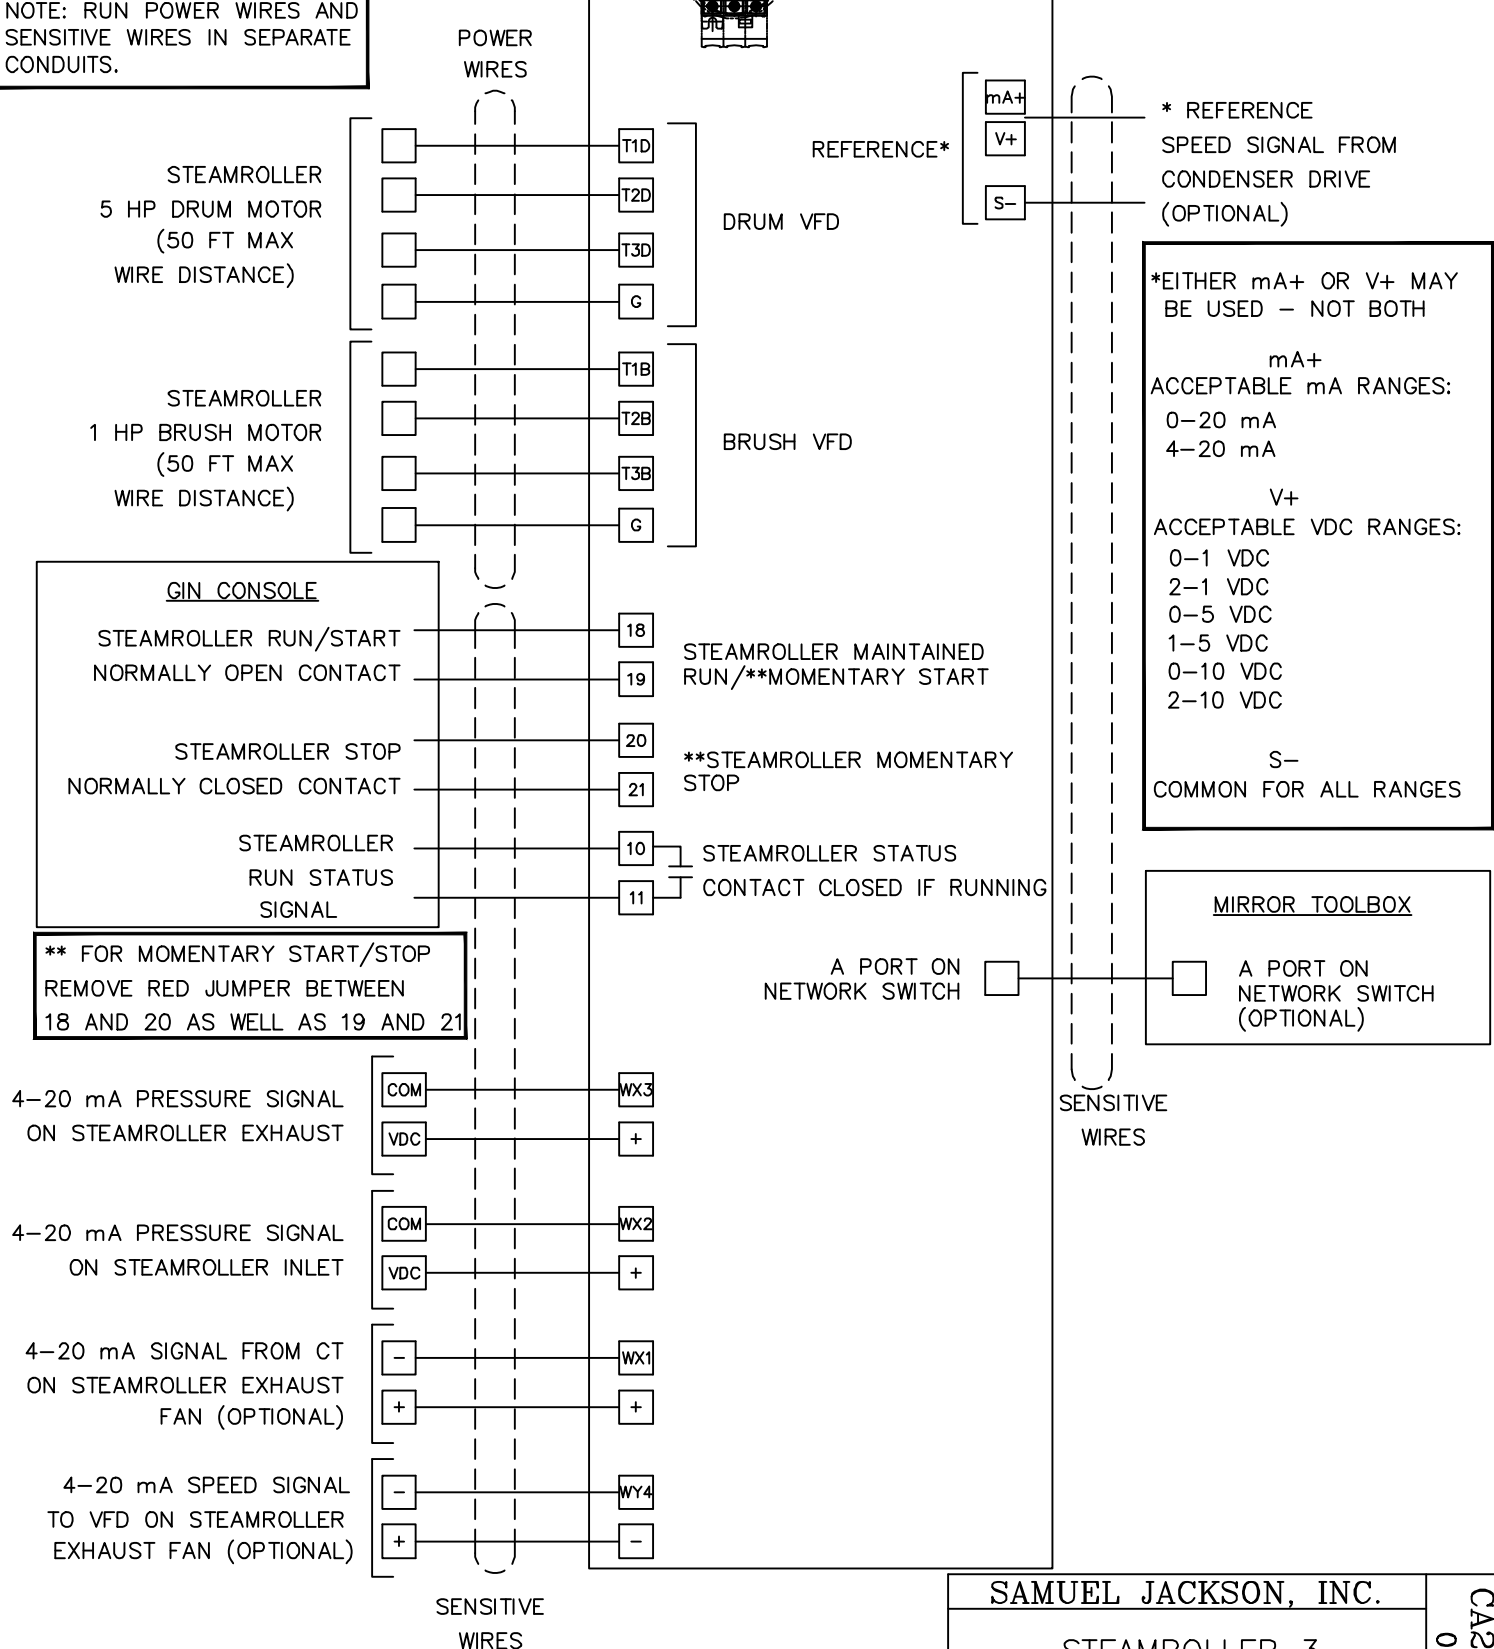 NOTE: RUN POWER WIRES AND
SENSITIVE WIRES IN SEPARATE
CONDUITS.
POWER
WIRES
STEAMROLLER
5 HP DRUM MOTOR
(50 FT MAX
WIRE DISTANCE)
T1D
T2D
T3D
G
DRUM VFD
STEAMROLLER
1 HP BRUSH MOTOR
(50 FT MAX
WIRE DISTANCE)
T1B
T2B
T3B
G
BRUSH VFD
REFERENCE*
mA+
V+
S−
* REFERENCE
SPEED SIGNAL FROM
CONDENSER DRIVE
(OPTIONAL)
*EITHER mA+ OR V+ MAY
BE USED − NOT BOTH
mA+
ACCEPTABLE mA RANGES:
0−20 mA
4−20 mA
V+
ACCEPTABLE VDC RANGES:
0−1 VDC
2−1 VDC
0−5 VDC
1−5 VDC
0−10 VDC
2−10 VDC
S−
COMMON FOR ALL RANGES
GIN CONSOLE
STEAMROLLER RUN/START
NORMALLY OPEN CONTACT
18
19
STEAMROLLER MAINTAINED
RUN/**MOMENTARY START
STEAMROLLER STOP
NORMALLY CLOSED CONTACT
20
21
**STEAMROLLER MOMENTARY
STOP
STEAMROLLER
RUN STATUS
SIGNAL
10
11
STEAMROLLER STATUS
CONTACT CLOSED IF RUNNING
** FOR MOMENTARY START/STOP
REMOVE RED JUMPER BETWEEN
18 AND 20 AS WELL AS 19 AND 21
A PORT ON
NETWORK SWITCH
MIRROR TOOLBOX
A PORT ON
NETWORK SWITCH
(OPTIONAL)
SENSITIVE
WIRES
4−20 mA PRESSURE SIGNAL
ON STEAMROLLER EXHAUST
COM
VDC
WX3
+
4−20 mA PRESSURE SIGNAL
ON STEAMROLLER INLET
COM
VDC
WX2
+
4−20 mA SIGNAL FROM CT
ON STEAMROLLER EXHAUST
FAN (OPTIONAL)
−
+
WX1
+
4−20 mA SPEED SIGNAL
TO VFD ON STEAMROLLER
EXHAUST FAN (OPTIONAL)
−
+
WY4
−
SENSITIVE
WIRES
SAMUEL JACKSON, INC.
STEAMROLLER 3